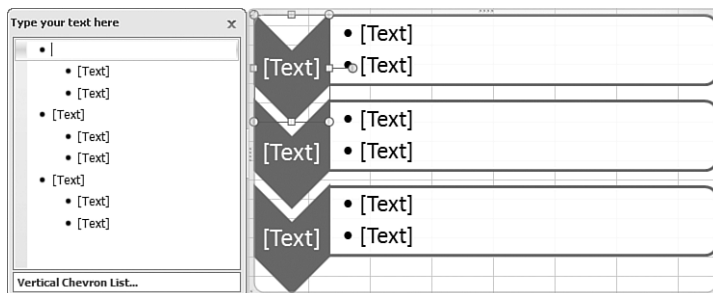 Type your text here x
•
• [Text]
• [Text]
• [Text]
• [Text]
• [Text]
• [Text]
• [Text]
• [Text]
Vertical Chevron List...
[Text]
• [Text]
• [Text]
[Text]
• [Text]
• [Text]
[Text]
• [Text]
• [Text]